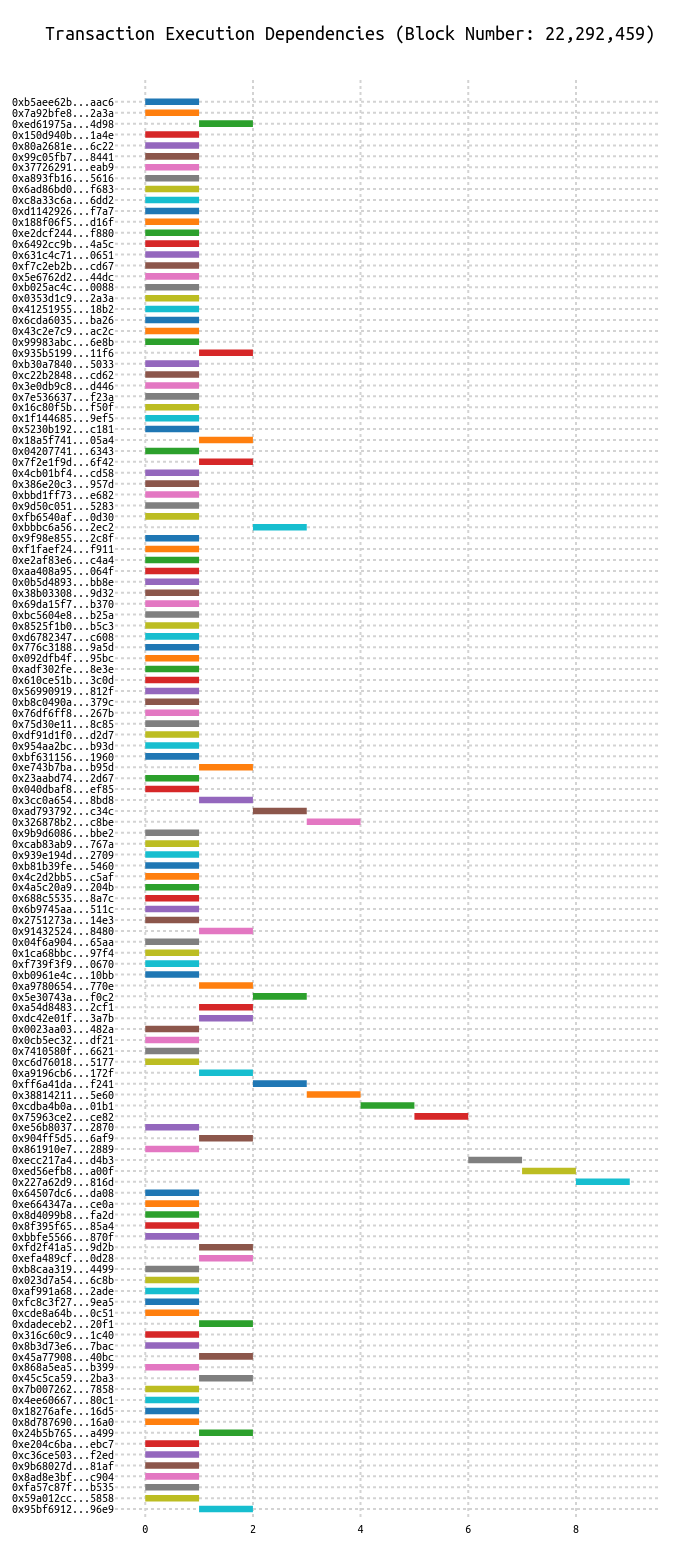 Transaction Execution Dependencies (Block Number: 22,292,459)
0xb5aee62b...aac6
0x7a92bfe8...2a3a
0xed61975a...4d98
0x150d940b...1a4e
0x80a2681e...6c22
0x99c05fb7...8441
0x37726291...eab9
0xa893fb16...5616
0x6ad86bd0...f683
0xc8a33c6a...6dd2
0xd1142926...f7a7
0x188f06f5...d16f
0xe2dcf244...f880
0x6492cc9b...4a5c
0x631c4c71...0651
0xf7c2eb2b...cd67
0x5e6762d2...44dc
0xb025ac4c...0088
0x0353d1c9...2a3a
0x41251955...18b2
0x6cda6035...ba26
0x43c2e7c9...ac2c
0x99983abc...6e8b
0x935b5199...11f6
0xb30a7840...5033
0xc22b2848...cd62
0x3e0db9c8...d446
0x7e536637...f23a
0x16c80f5b...f50f
0x1f144685...9ef5
0x5230b192...c181
0x18a5f741...05a4
0x04207741...6343
0x7f2e1f9d...6f42
0x4cb01bf4...cd58
0x386e20c3...957d
0xbbd1ff73...e682
0x9d50c051...5283
0xfb6540af...0d30
0xbbbc6a56...2ec2
0x9f98e855...2c8f
0xf1faef24...f911
0xe2af83e6...c4a4
0xaa408a95...064f
0x0b5d4893...bb8e
0x38b03308...9d32
0x69da15f7...b370
0xbc5604e8...b25a
0x8525f1b0...b5c3
0xd6782347...c608
0x776c3188...9a5d
0x092dfb4f...95bc
0xadf302fe...8e3e
0x610ce51b...3c0d
0x56990919...812f
0xb8c0490a...379c
0x76df6ff8...267b
0x75d30e11...8c85
0xdf91d1f0...d2d7
0x954aa2bc...b93d
0xbf631156...1960
0xe743b7ba...b95d
0x23aabd74...2d67
0x040dbaf8...ef85
0x3cc0a654...8bd8
0xad793792...c34c
0x326878b2...c8be
0x9b9d6086...bbe2
0xcab83ab9...767a
0x939e194d...2709
0xb81b39fe...5460
0x4c2d2bb5...c5af
0x4a5c20a9...204b
0x688c5535...8a7c
0x6b9745aa...511c
0x2751273a...14e3
0x91432524...8480
0x04f6a904...65aa
0x1ca68bbc...97f4
0xf739f3f9...0670
0xb0961e4c...10bb
0xa9780654...770e
0x5e30743a...f0c2
0xa54d8483...2cf1
0xdc42e01f...3a7b
0x0023aa03...482a
0x0cb5ec32...df21
0x7410580f...6621
0xc6d76018...5177
0xa9196cb6...172f
0xff6a41da...f241
0x38814211...5e60
0xcdba4b0a...01b1
0x75963ce2...ce82
0xe56b8037...2870
0x904ff5d5...6af9
0x861910e7...2889
0xecc217a4...d4b3
0xed56efb8...a00f
0x227a62d9...816d
0x64507dc6...da08
0xe664347a...ce0a
0x8d4099b8...fa2d
0x8f395f65...85a4
0xbbfe5566...870f
0xfd2f41a5...9d2b
0xefa489cf...0d28
0xb8caa319...4499
0x023d7a54...6c8b
0xaf991a68...2ade
0xfc8c3f27...9ea5
0xcde8a64b...0c51
0xdadeceb2...20f1
0x316c60c9...1c40
0x8b3d73e6...7bac
0x45a77908...40bc
0x868a5ea5...b399
0x45c5ca59...2ba3
0x7b007262...7858
0x4ee60667...80c1
0x18276afe...16d5
0x8d787690...16a0
0x24b5b765...a499
0xe204c6ba...ebc7
0xc36ce503...f2ed
0x9b68027d...81af
0x8ad8e3bf...c904
0xfa57c87f...b535
0x59a012cc...5858
0x95bf6912...96e9
0 2 4 6 8